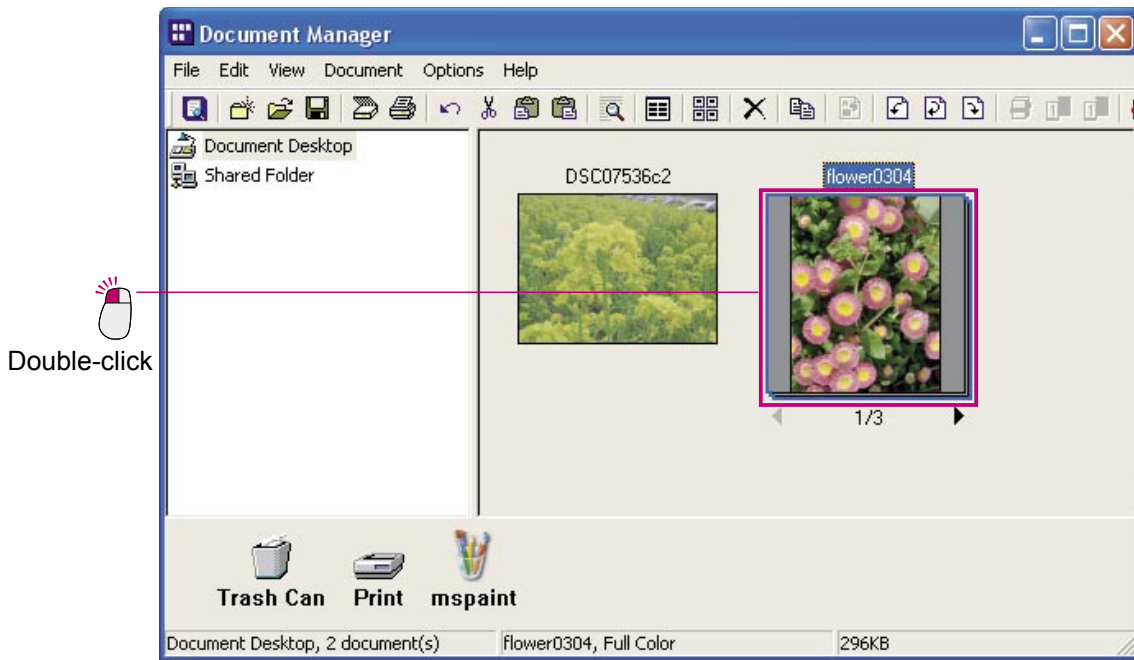 Document Manager
File Edit View Document Options Help
Document Desktop
Shared Folder
DSC07536c2
flower0304
1/3
Double-click
Trash Can Print mspaint
Document Desktop, 2 document(s) flower0304, Full Color 296KB